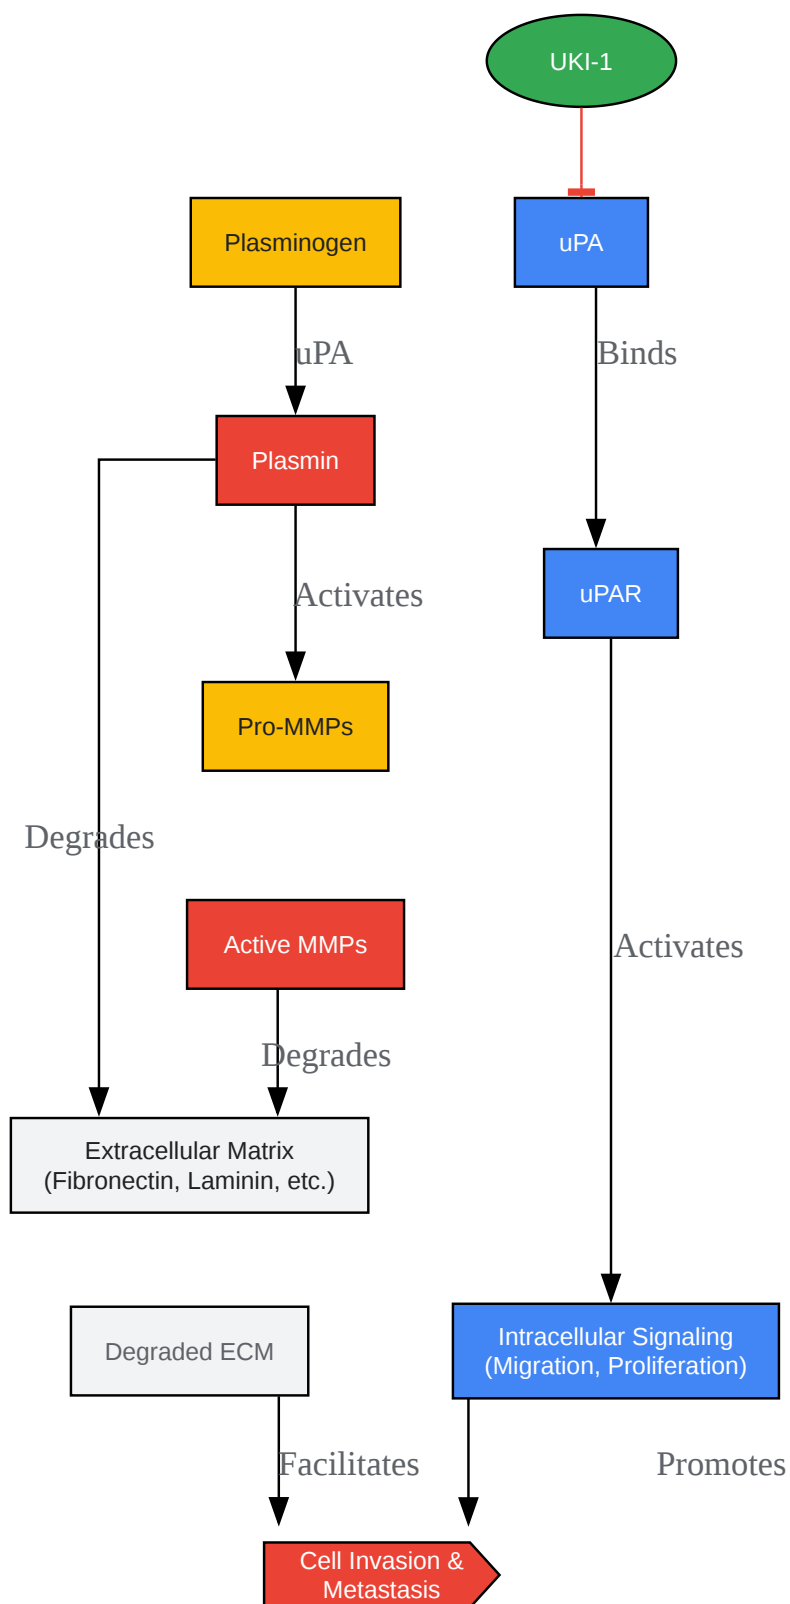 UKI-1
Plasminogen
uPA
uPA
Binds
Plasmin
Activates
uPAR
Pro-MMPs
Degrades
Active MMPs
Activates
Degrades
Extracellular Matrix
(Fibronectin, Laminin, etc.)
Degraded ECM
Intracellular Signaling
(Migration, Proliferation)
Facilitates
Promotes
Cell Invasion &
Metastasis